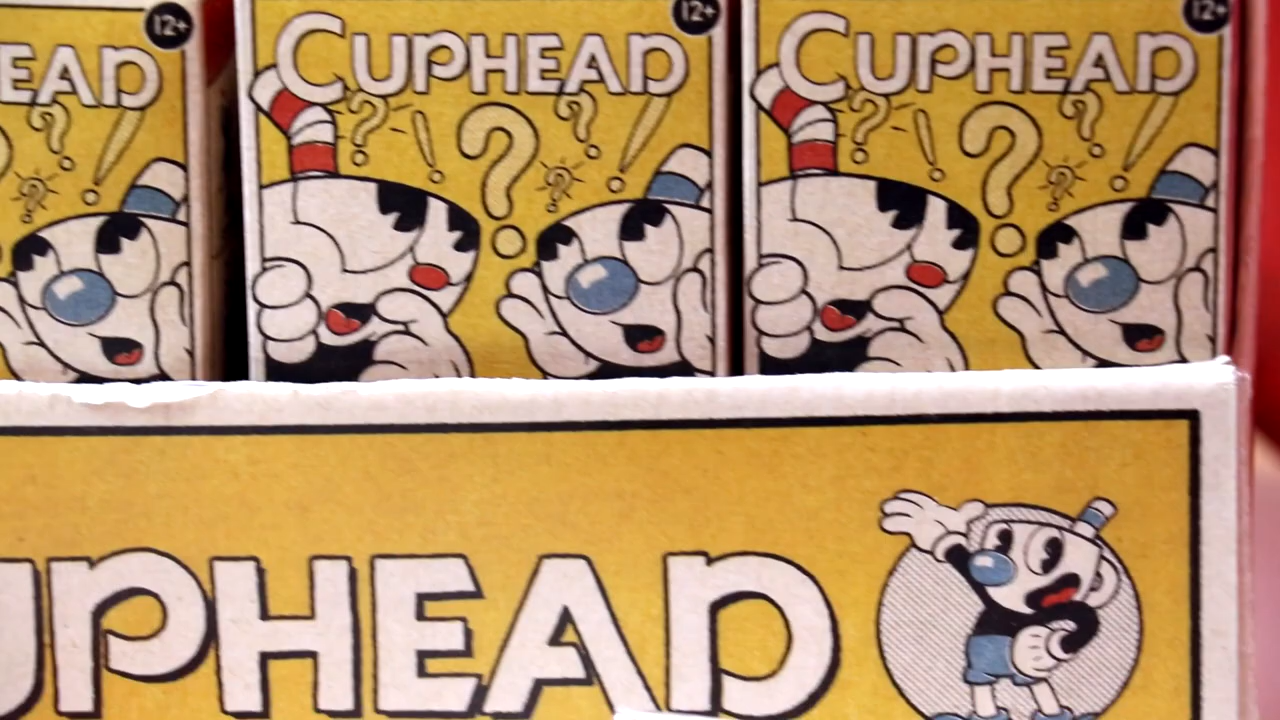 12+ 12+ 12+
EAD CUPHEAD CUPHEAD
? ! ? ? ? ! ? ! ? ? ? !
UPHEAD